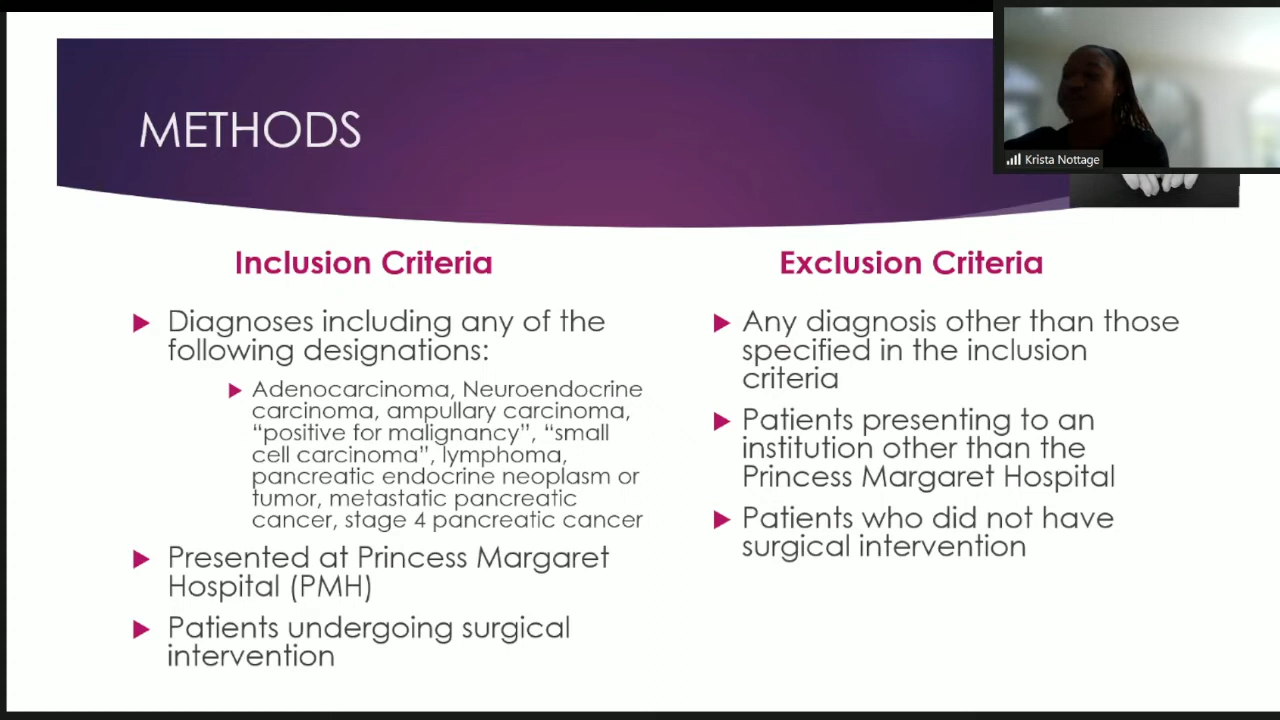 METHODS
Krista Nottage
Inclusion Criteria
Diagnoses including any of the
following designations:
Adenocarcinoma, Neuroendocrine
carcinoma, ampullary carcinoma,
“positive for malignancy”, “small
cell carcinoma”, lymphoma,
pancreatic endocrine neoplasm or
tumor, metastatic pancreatic
cancer, stage 4 pancreatic cancer
Presented at Princess Margaret
Hospital (PMH)
Patients undergoing surgical
intervention
Exclusion Criteria
Any diagnosis other than those
specified in the inclusion
criteria
Patients presenting to an
institution other than the
Princess Margaret Hospital
Patients who did not have
surgical intervention